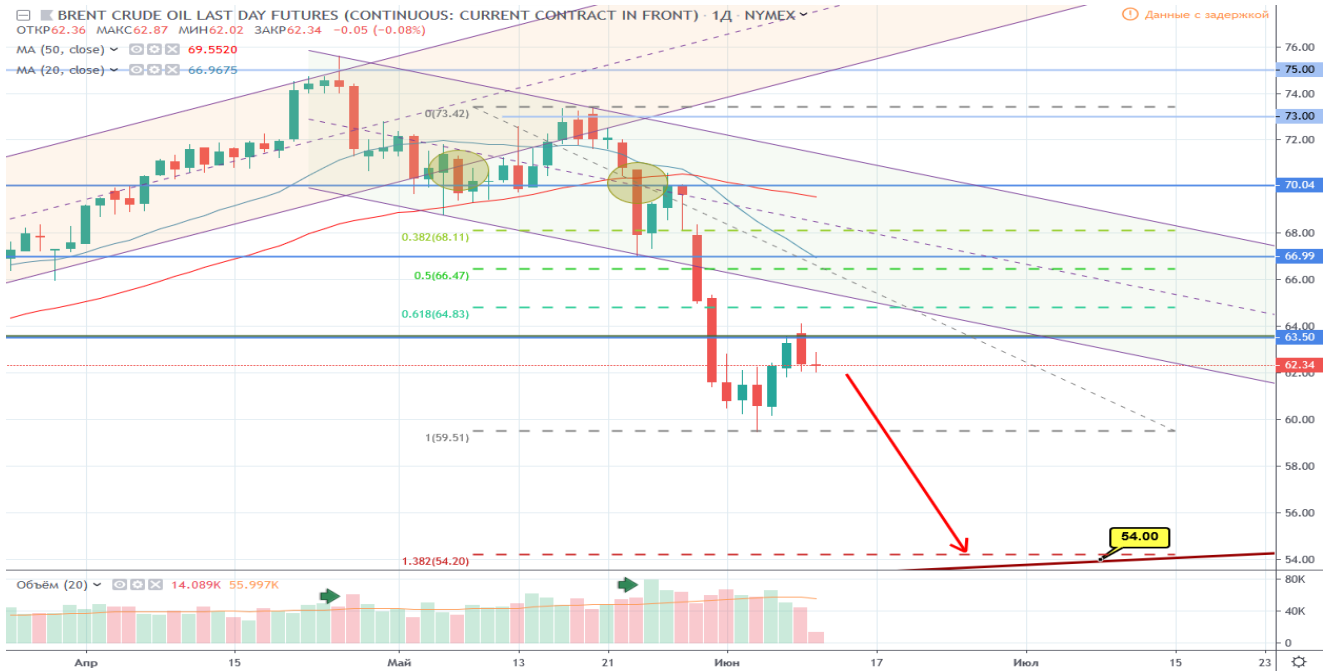 BRENT CRUDE OIL LAST DAY FUTURES (CONTINUOUS: CURRENT CONTRACT IN FRONT) · 1Д · NYMEX
Данные с задержкой
ОТКР62.36 МАКС62.87 МИН62.02 ЗАКР62.34 −0.05 (−0.08%)
MA (50, close) 69.5520
MA (20, close) 66.9675
76.00
75.00
74.00
0(73.42)
73.00
72.00
70.04
0.382(68.11)
68.00
66.99
0.5(66.47)
66.00
0.618(64.83)
64.00
63.50
62.34
62.00
60.00
1(59.51)
58.00
56.00
54.00
1.382(54.20)
54.00
Объём (20) 14.089K 55.997K
80K
40K
0
Апр 15 Май 13 21 Июн 17 Июл 15 23